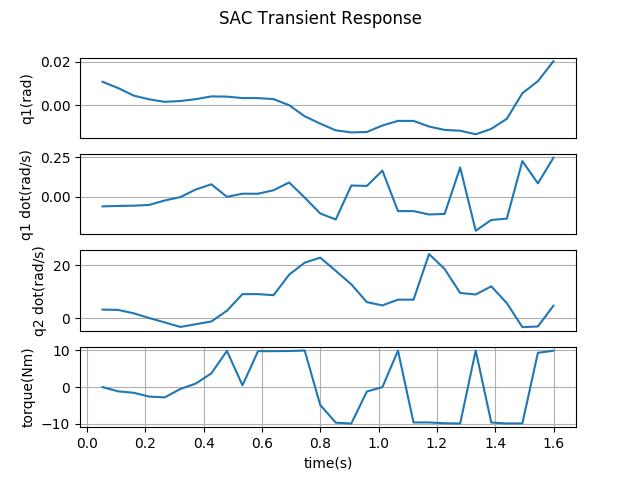 SAC Transient Response
0.02
0.00
q1(rad)
0.25
0.00
q1 dot(rad/s)
20
0
q2 dot(rad/s)
10
0
−10
torque(Nm)
0.0 0.2 0.4 0.6 0.8 1.0 1.2 1.4 1.6
time(s)